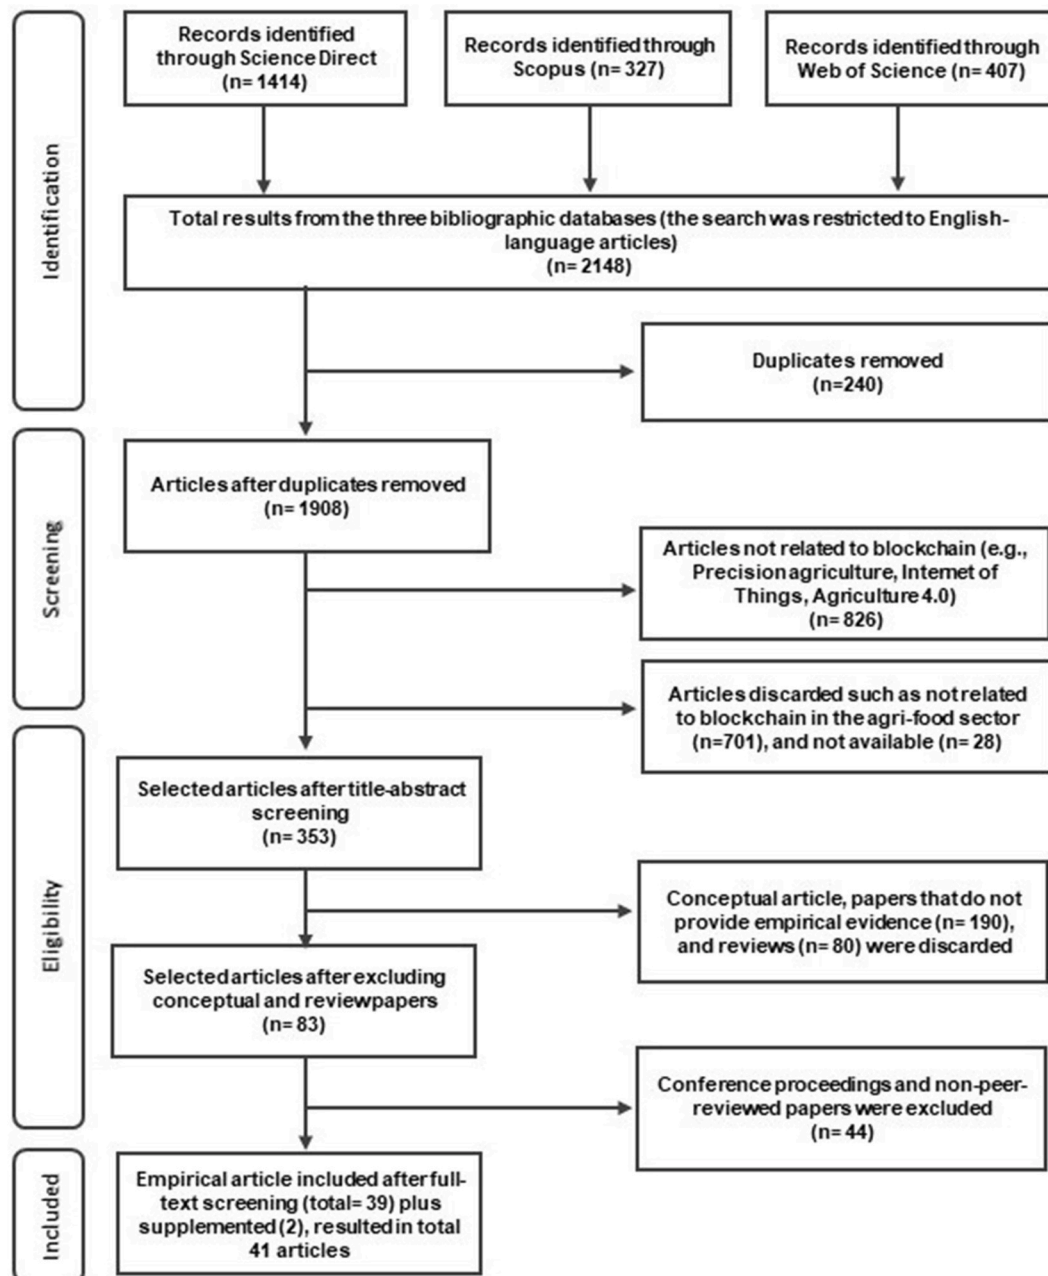 Identification
Records identified
through Science Direct
(n= 1414)
Records identified through
Scopus (n= 327)
Records identified through
Web of Science (n= 407)
Total results from the three bibliographic databases (the search was restricted to English-
language articles)
(n= 2148)
Duplicates removed
(n=240)
Screening
Articles after duplicates removed
(n= 1908)
Articles not related to blockchain (e.g.,
Precision agriculture, Internet of
Things, Agriculture 4.0)
(n= 826)
Articles discarded such as not related
to blockchain in the agri-food sector
(n=701), and not available (n= 28)
Eligibility
Selected articles after title-abstract
screening
(n= 353)
Conceptual article, papers that do not
provide empirical evidence (n= 190),
and reviews (n= 80) were discarded
Selected articles after excluding
conceptual and review papers
(n= 83)
Conference proceedings and non-peer-
reviewed papers were excluded
(n= 44)
Included
Empirical article included after full-
text screening (total= 39) plus
supplemented (2), resulted in total
41 articles